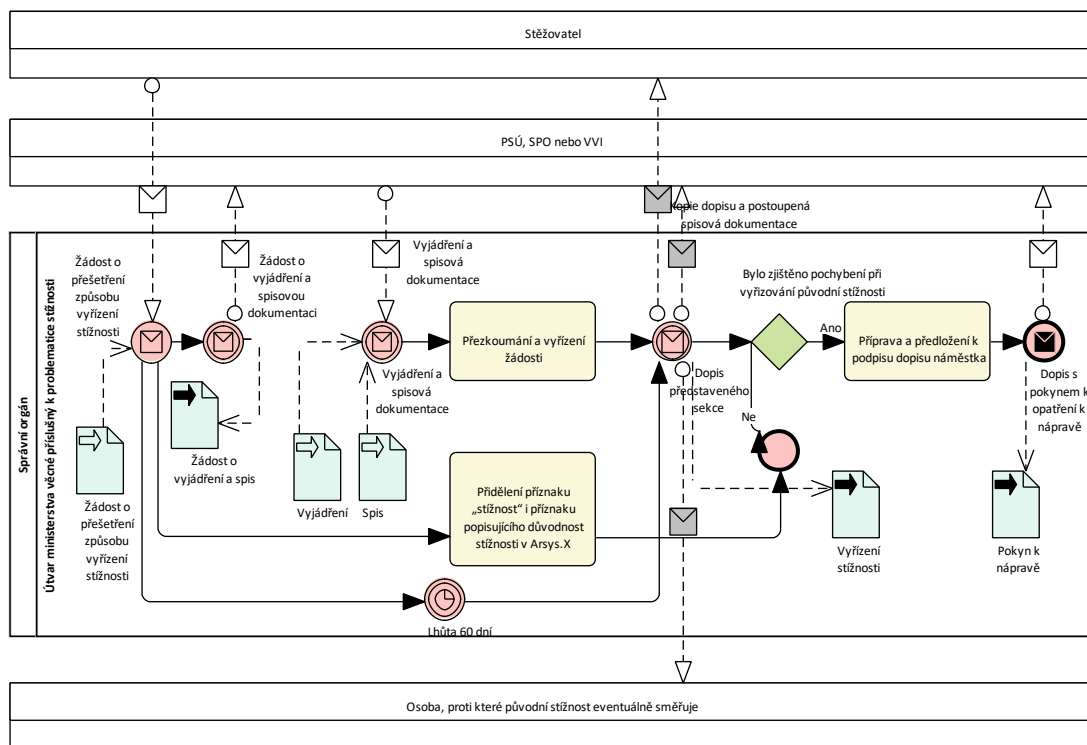 Stěžovatel
PSÚ, SPO nebo VVI
Kopie dopisu a postoupená
spisová dokumentace
Správní orgán
Útvar ministerstva věcně příslušný k problematice stížnosti
Žádost o
přešetření
způsobu
vyřízení
stížnosti
Žádost o
vyjádření a
spisovou
dokumentaci
Vyjádření a
spisová
dokumentace
Bylo zjištěno pochybení při
vyřizování původní stížnosti
Přezkoumání a vyřízení
žádosti
Ano
Příprava a předložení k
podpisu dopisu náměstka
Vyjádření a
spisová
dokumentace
Dopis
představeného
sekce
Ne
Dopis s
pokynem k
opatření k
nápravě
Žádost o
vyjádření a spis
Žádost o
přešetření
způsobu
vyřízení
stížnosti
Vyjádření
Spis
Přidělení příznaku
„stížnost“ i příznaku
popisujícího důvodnost
stížnosti v Arsys.X
Vyřízení
stížnosti
Pokyn k
nápravě
Lhůta 60 dní
Osoba, proti které původní stížnost eventuálně směřuje